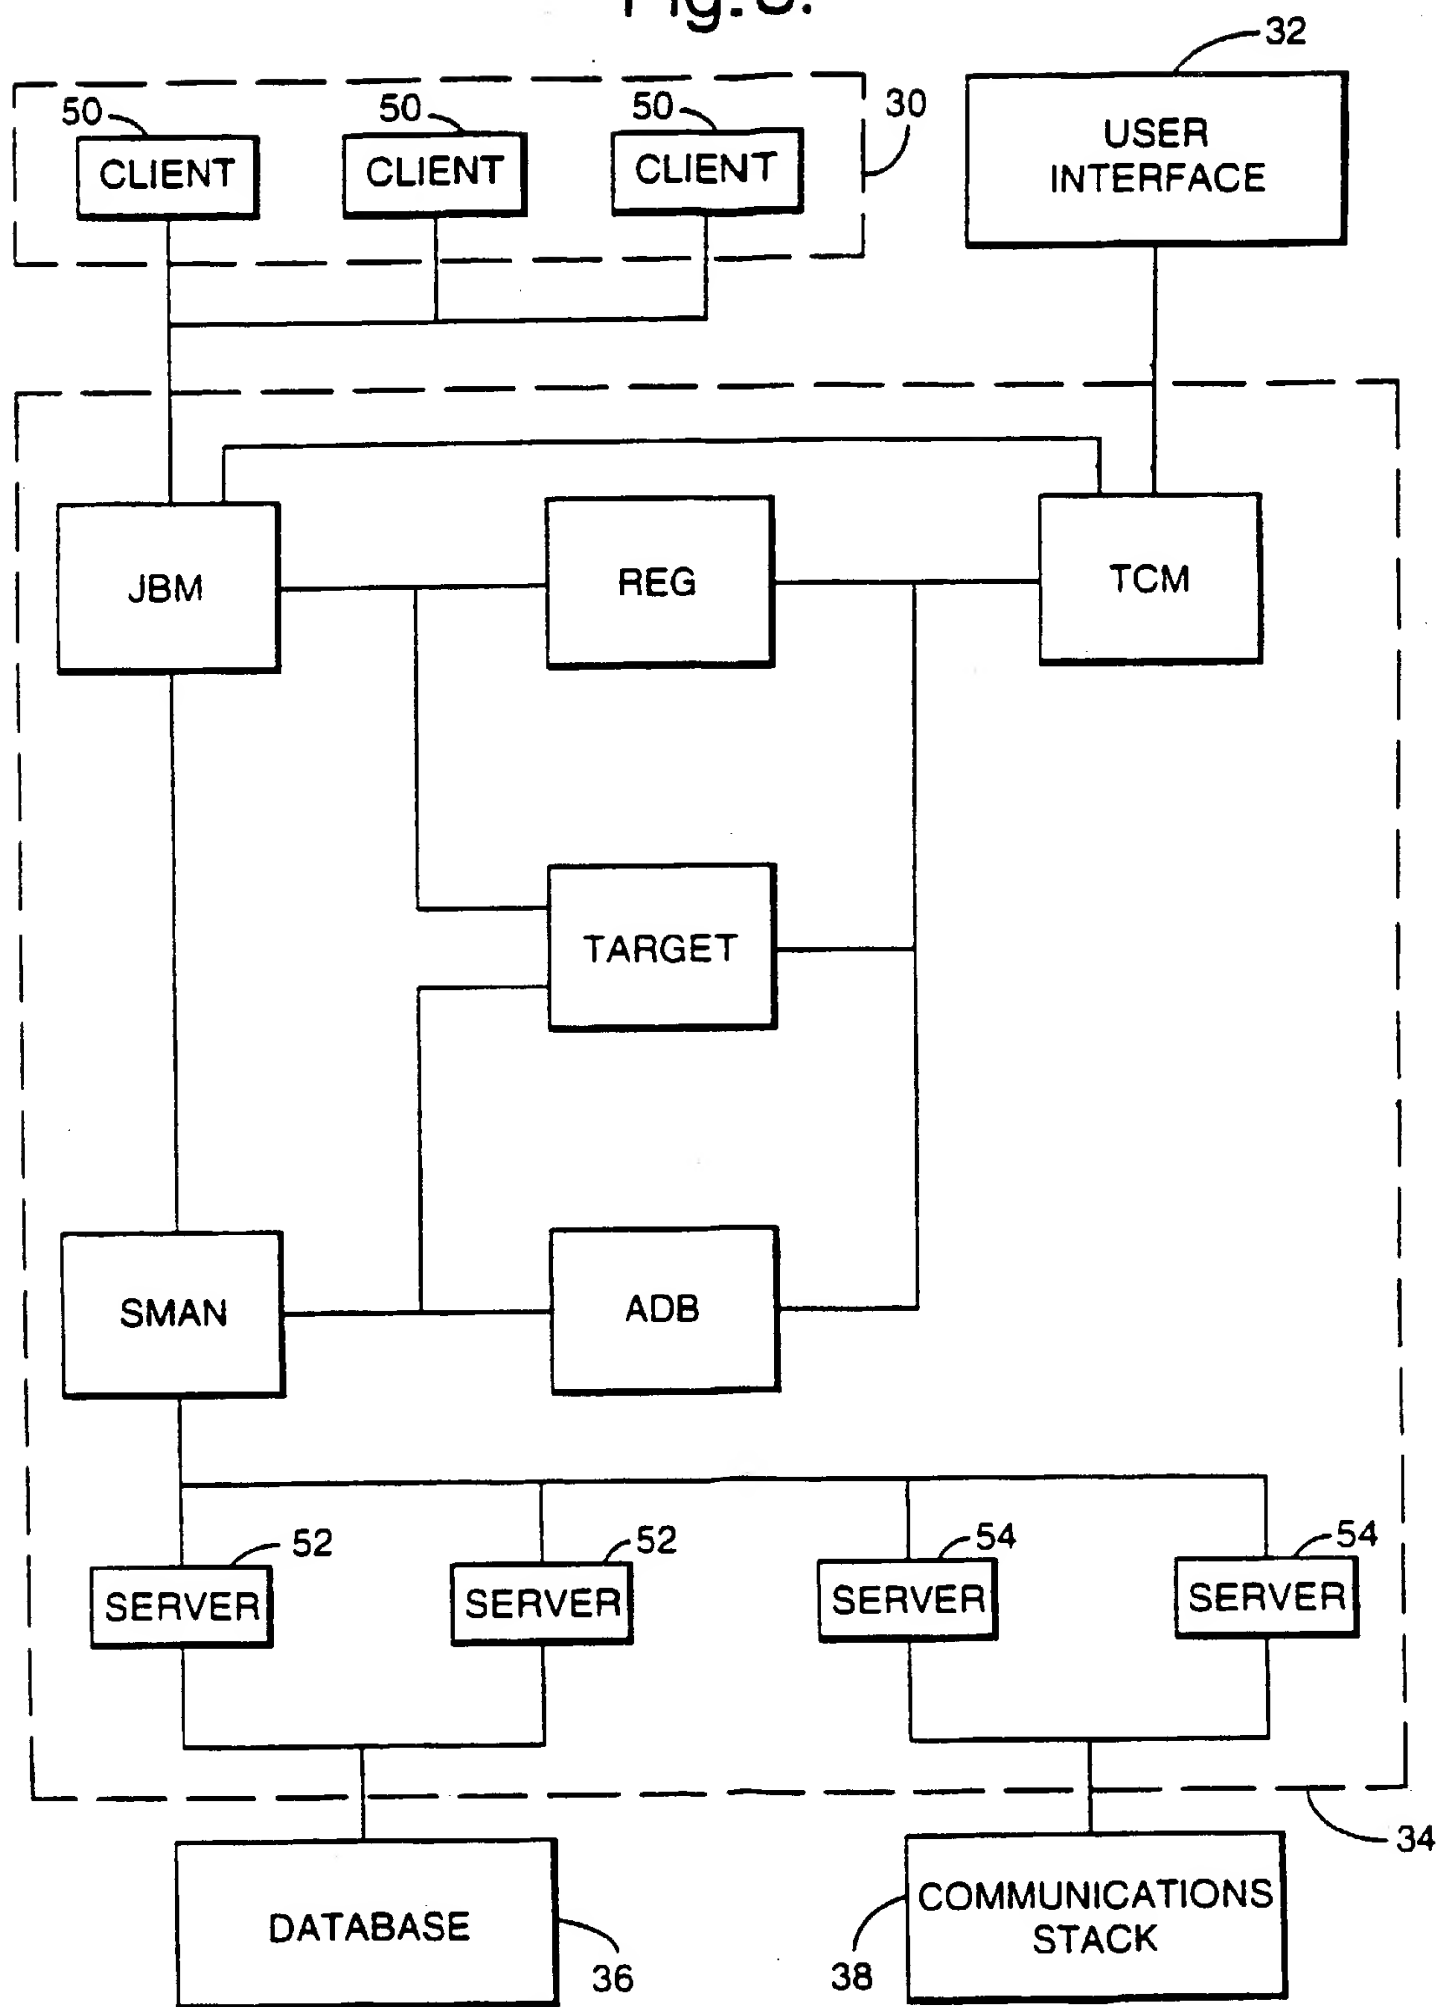 32
50
50
50
30
CLIENT
CLIENT
CLIENT
USER
INTERFACE
JBM
REG
TCM
TARGET
SMAN
ADB
52
52
54
54
SERVER
SERVER
SERVER
SERVER
34
DATABASE
COMMUNICATIONS
STACK
36
38